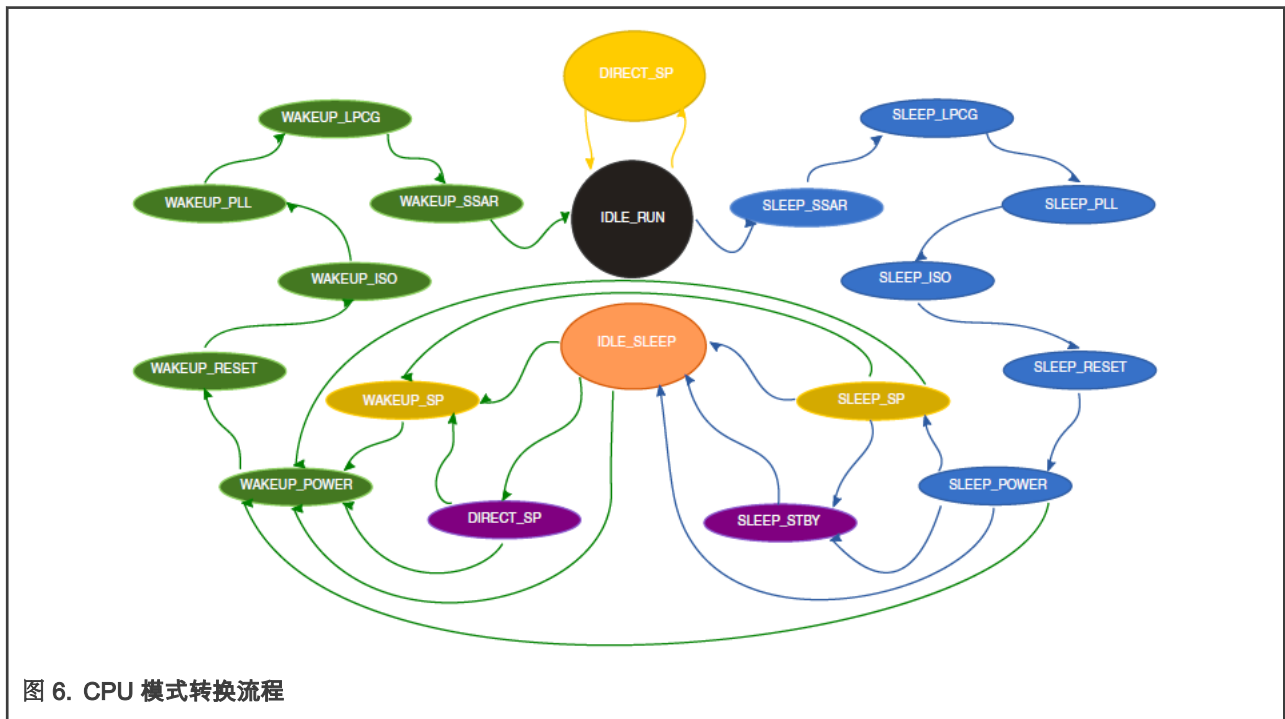 DIRECT_SP
WAKEUP_LPCG
SLEEP_LPCG
WAKEUP_PLL
WAKEUP_SSAR
IDLE_RUN
SLEEP_SSAR
SLEEP_PLL
WAKEUP_ISO
SLEEP_ISO
IDLE_SLEEP
WAKEUP_RESET
SLEEP_RESET
WAKEUP_SP
SLEEP_SP
WAKEUP_POWER
SLEEP_POWER
DIRECT_SP
SLEEP_STBY
图 6. CPU 模式转换流程